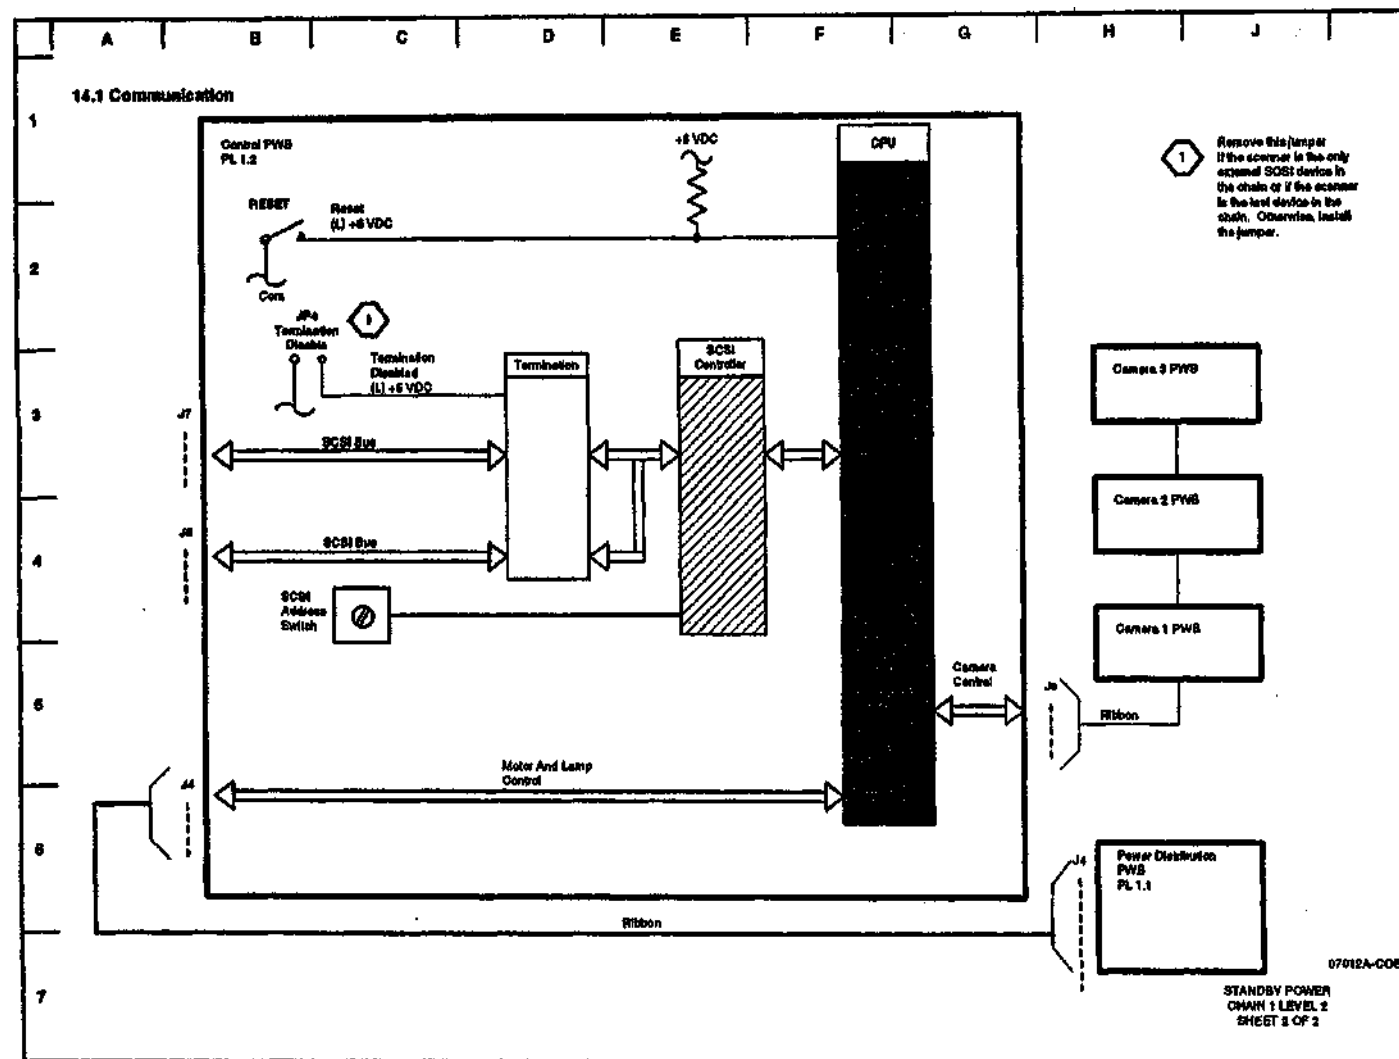 A B C D E F G H J
14.1 Communication
1
2
3
4
5
6
7
Control PWB
PL 1.2
+5 VDC
CPU
1
Remove this jumper
if the scanner is the only
external SCSI device in
the chain or if the scanner
is the last device in the
chain. Otherwise, install
the jumper.
RESET
Reset
(L) +5 VDC
Com
JP4
Termination
Disable
1
Termination
Disabled
(L) +5 VDC
Termination
SCSI
Controller
J7
SCSI Bus
SCSI Bus
SCSI
Address
Switch
Camera 3 PWB
Camera 2 PWB
Camera 1 PWB
Camera
Control
Ribbon
Motor And Lamp
Control
J4
Power Distribution
PWB
PL 1.1
Ribbon
STANDBY POWER
CHAIN 1 LEVEL 2
SHEET 2 OF 2